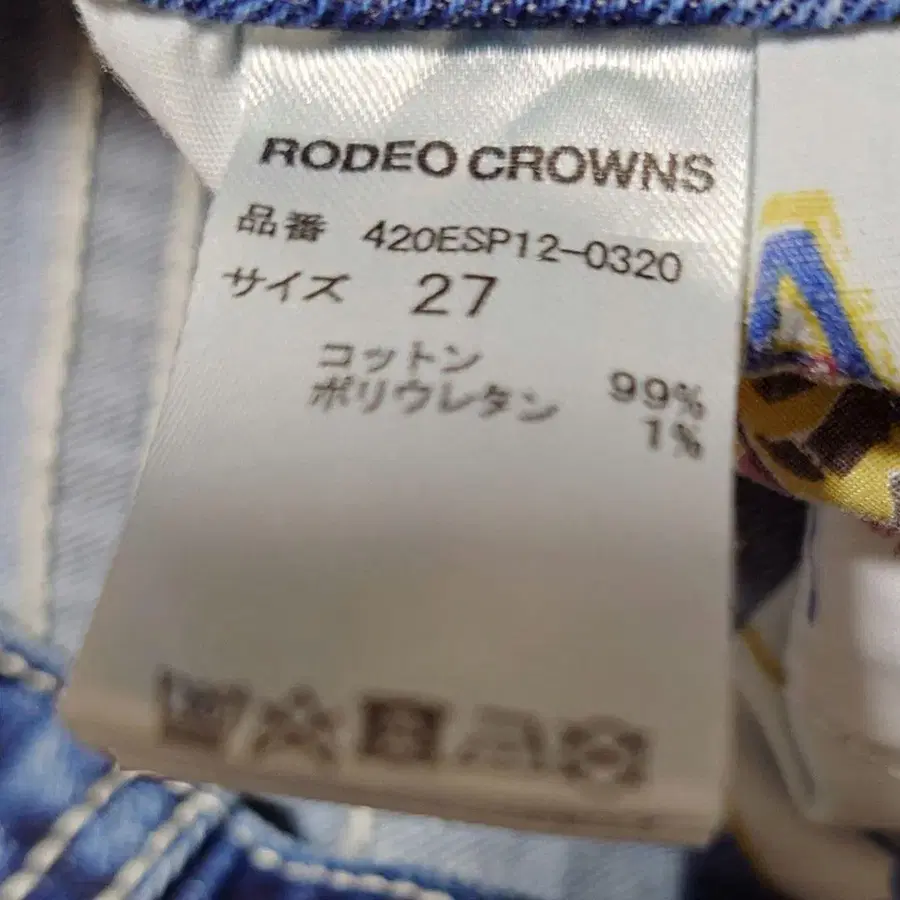 RODEO CROWNS
品番 420ESP12-0320
サイズ 27
コットン 99%
ポリウレタン 1%